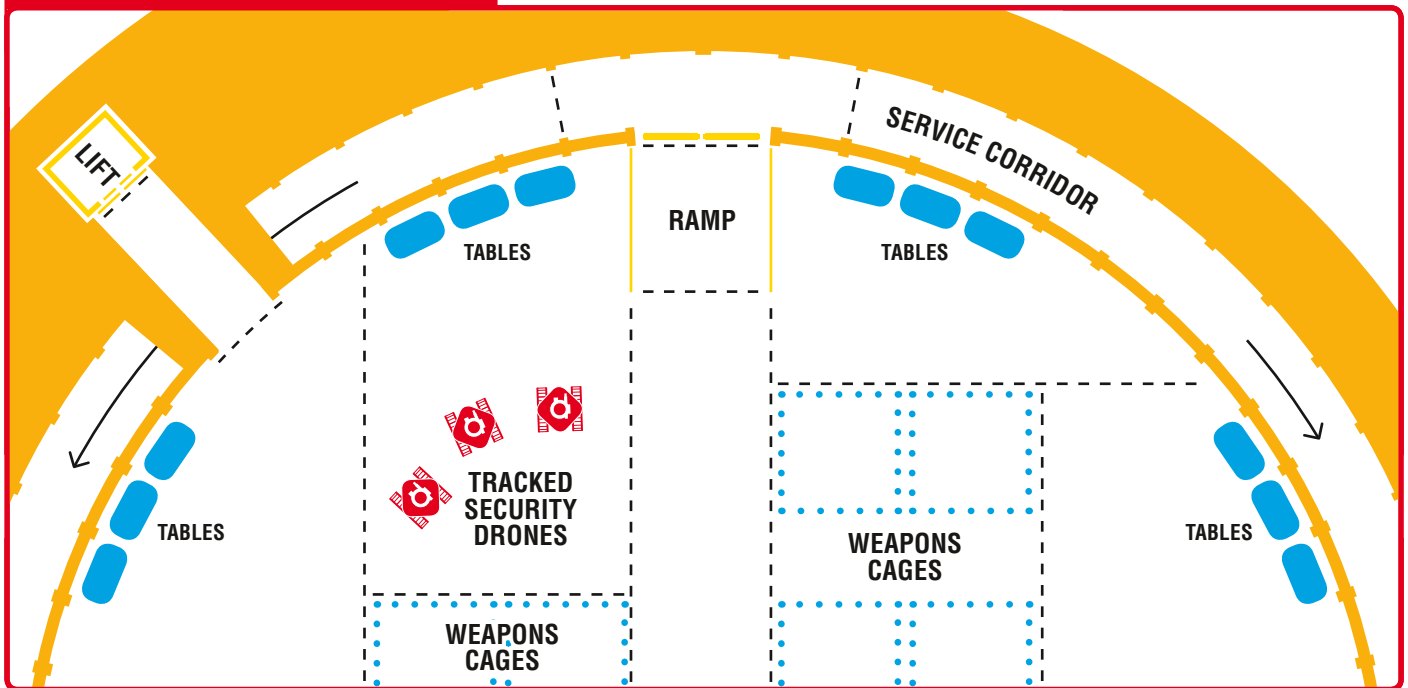 SERVICE CORRIDOR
LIFT
RAMP
TABLES
TABLES
TRACKED
SECURITY
DRONES
TABLES
TABLES
WEAPONS
CAGES
WEAPONS
CAGES